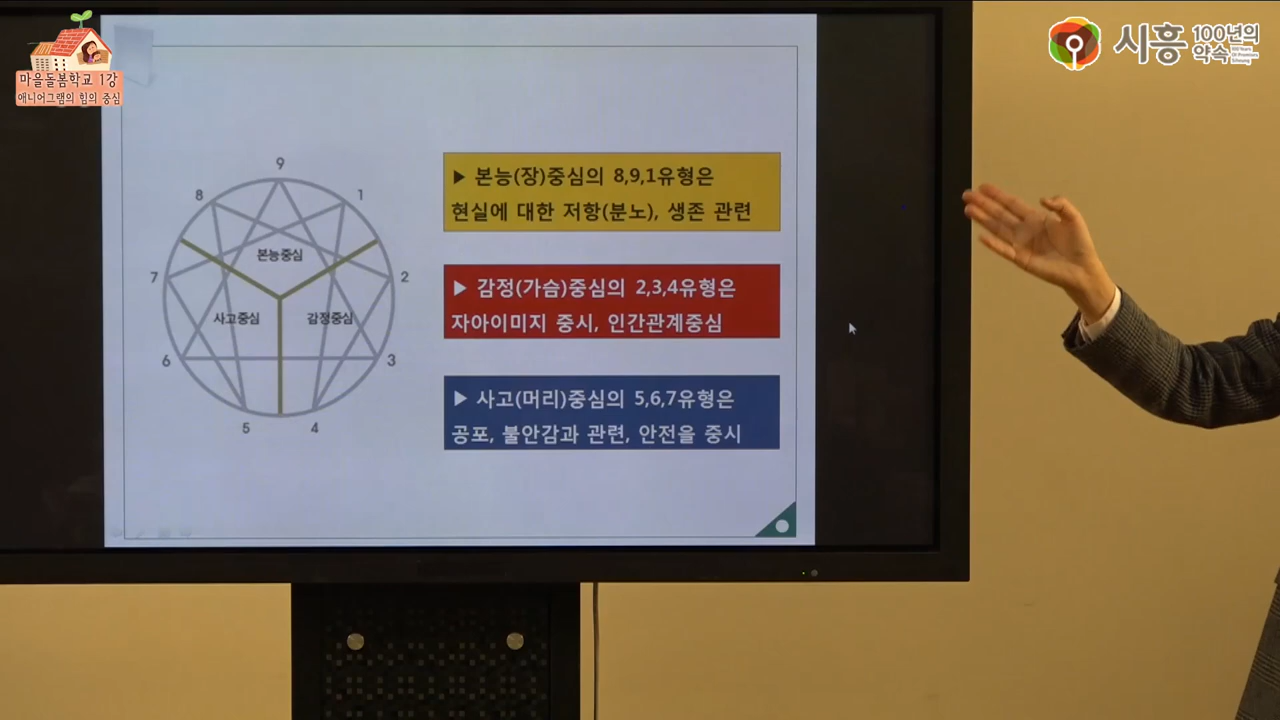 마을돌봄학교 1강
애니어그램의 힘의 중심
시흥 100년의
약속
9
8
1
본능중심
7
2
사고중심 감정중심
6
3
5
4
▶ 본능(장)중심의 8,9,1유형은
현실에 대한 저항(분노), 생존 관련
▶ 감정(가슴)중심의 2,3,4유형은
자아이미지 중시, 인간관계중심
▶ 사고(머리)중심의 5,6,7유형은
공포, 불안감과 관련, 안전을 중시